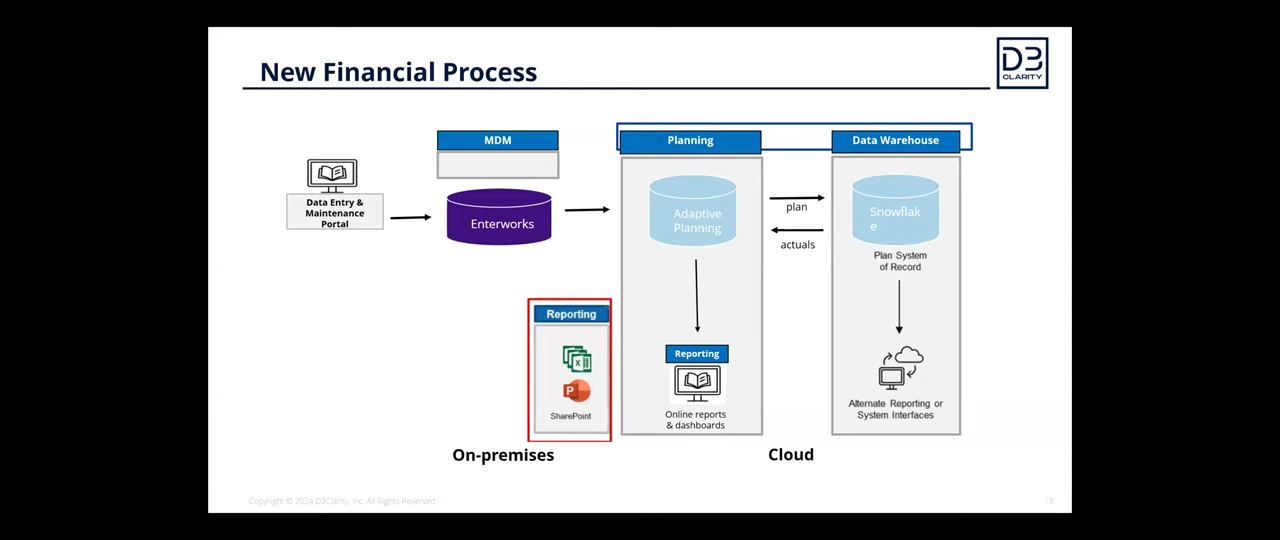 New Financial Process
D3
CLARITY
MDM
Planning
Data Warehouse
Data Entry &
Maintenance
Portal
Enterworks
Adaptive
Planning
plan
actuals
Snowflak
e
Plan System
of Record
Reporting
SharePoint
Reporting
Online reports
& dashboards
Alternate Reporting or
System Interfaces
On-premises
Cloud
Copyright © 2024 D3Clarity, Inc. All Rights Reserved
13